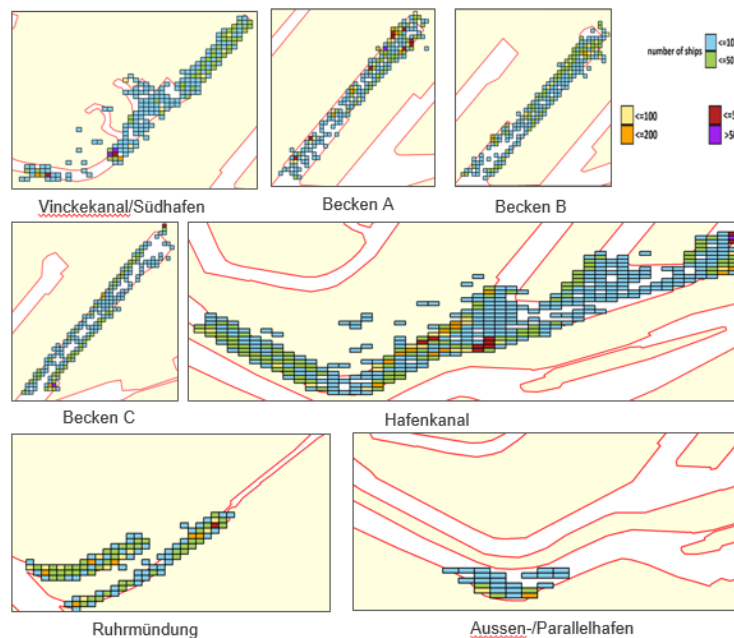 number of ships
<=10
<=50
<=100
<=200
Vinckekanal/Südhafen
Becken A
Becken B
Becken C
Hafenkanal
Ruhrmündung
Aussen-/Parallelhafen